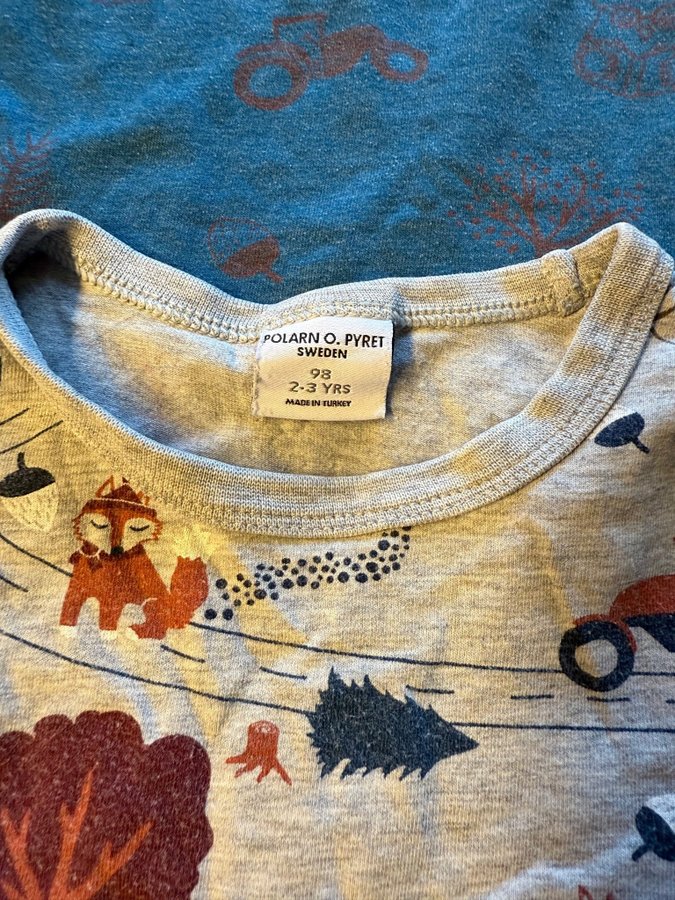 POLARN O. PYRET
SWEDEN
98
2-3 YRS
MADE IN TURKEY